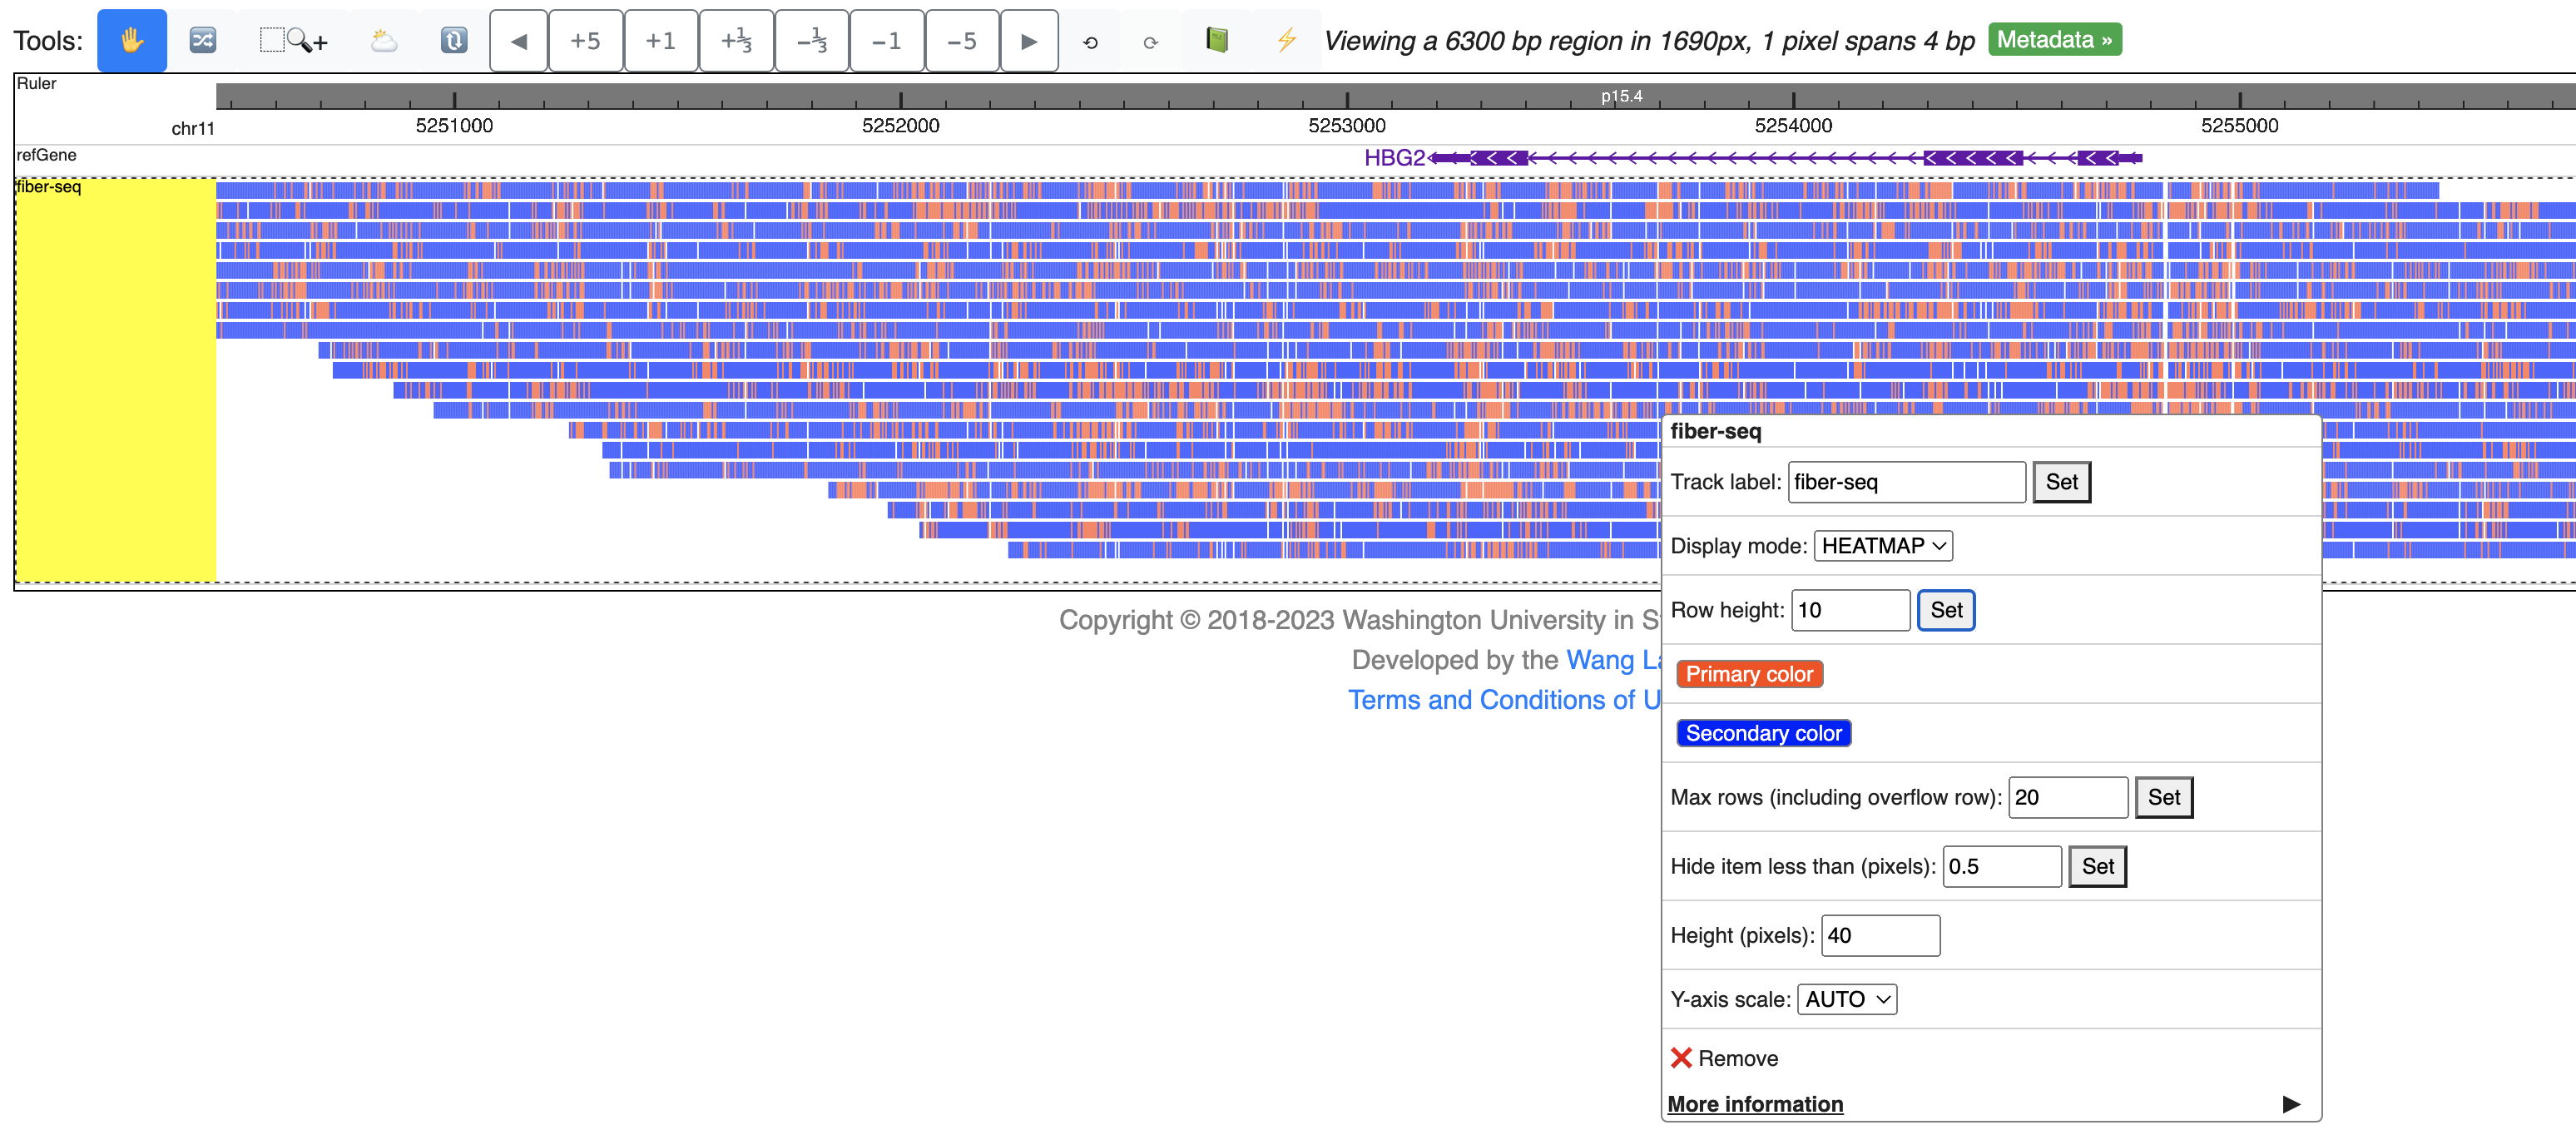 Tools: +5 +1 +⅓ −⅓ −1 −5 Viewing a 6300 bp region in 1690px, 1 pixel spans 4 bp Metadata »
Ruler
p15.4
chr11 5251000 5252000 5253000 5254000 5255000
refGene
HBG2
fiber-seq
fiber-seq
Track label: fiber-seq Set
Display mode: HEATMAP
Row height: 10 Set
Primary color
Secondary color
Max rows (including overflow row): 20 Set
Hide item less than (pixels): 0.5 Set
Height (pixels): 40
Y-axis scale: AUTO
Remove
More information
Copyright © 2018-2023 Washington University in
Developed by the Wang
Terms and Conditions of